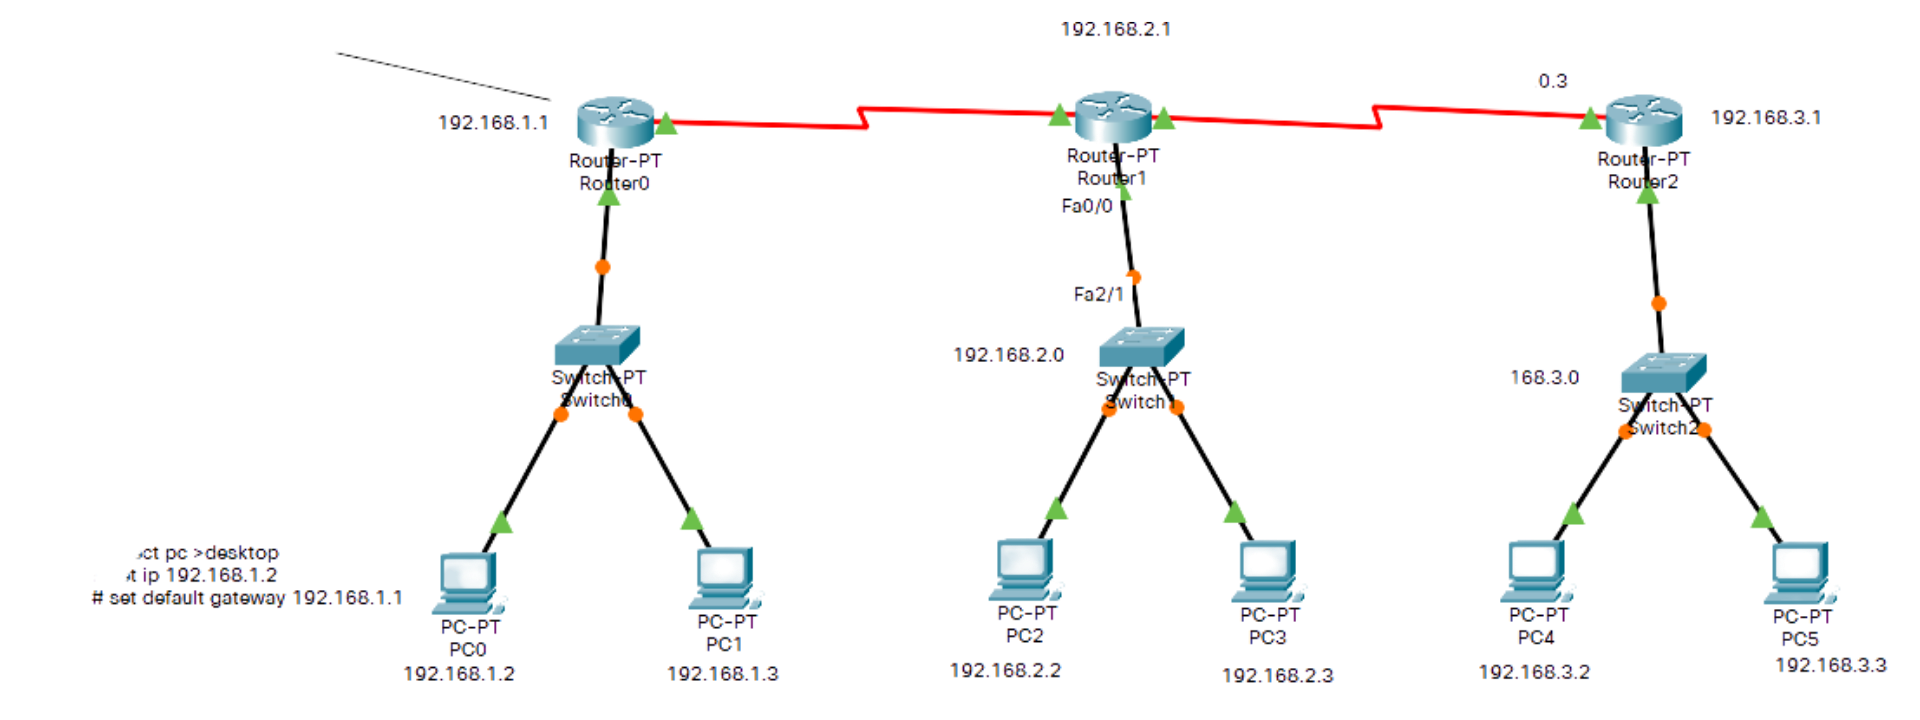 192.168.2.1
0.3
192.168.1.1
192.168.3.1
Router-PT
Router0
Router-PT
Router1
Router-PT
Router2
Fa0/0
Fa2/1
192.168.2.0
168.3.0
Switch-PT
Switch0
Switch-PT
Switch1
Switch-PT
Switch2
pc >desktop
ip 192.168.1.2
# set default gateway 192.168.1.1
PC-PT
PC0
192.168.1.2
PC-PT
PC1
192.168.1.3
PC-PT
PC2
192.168.2.2
PC-PT
PC3
192.168.2.3
PC-PT
PC4
192.168.3.2
PC-PT
PC5
192.168.3.3